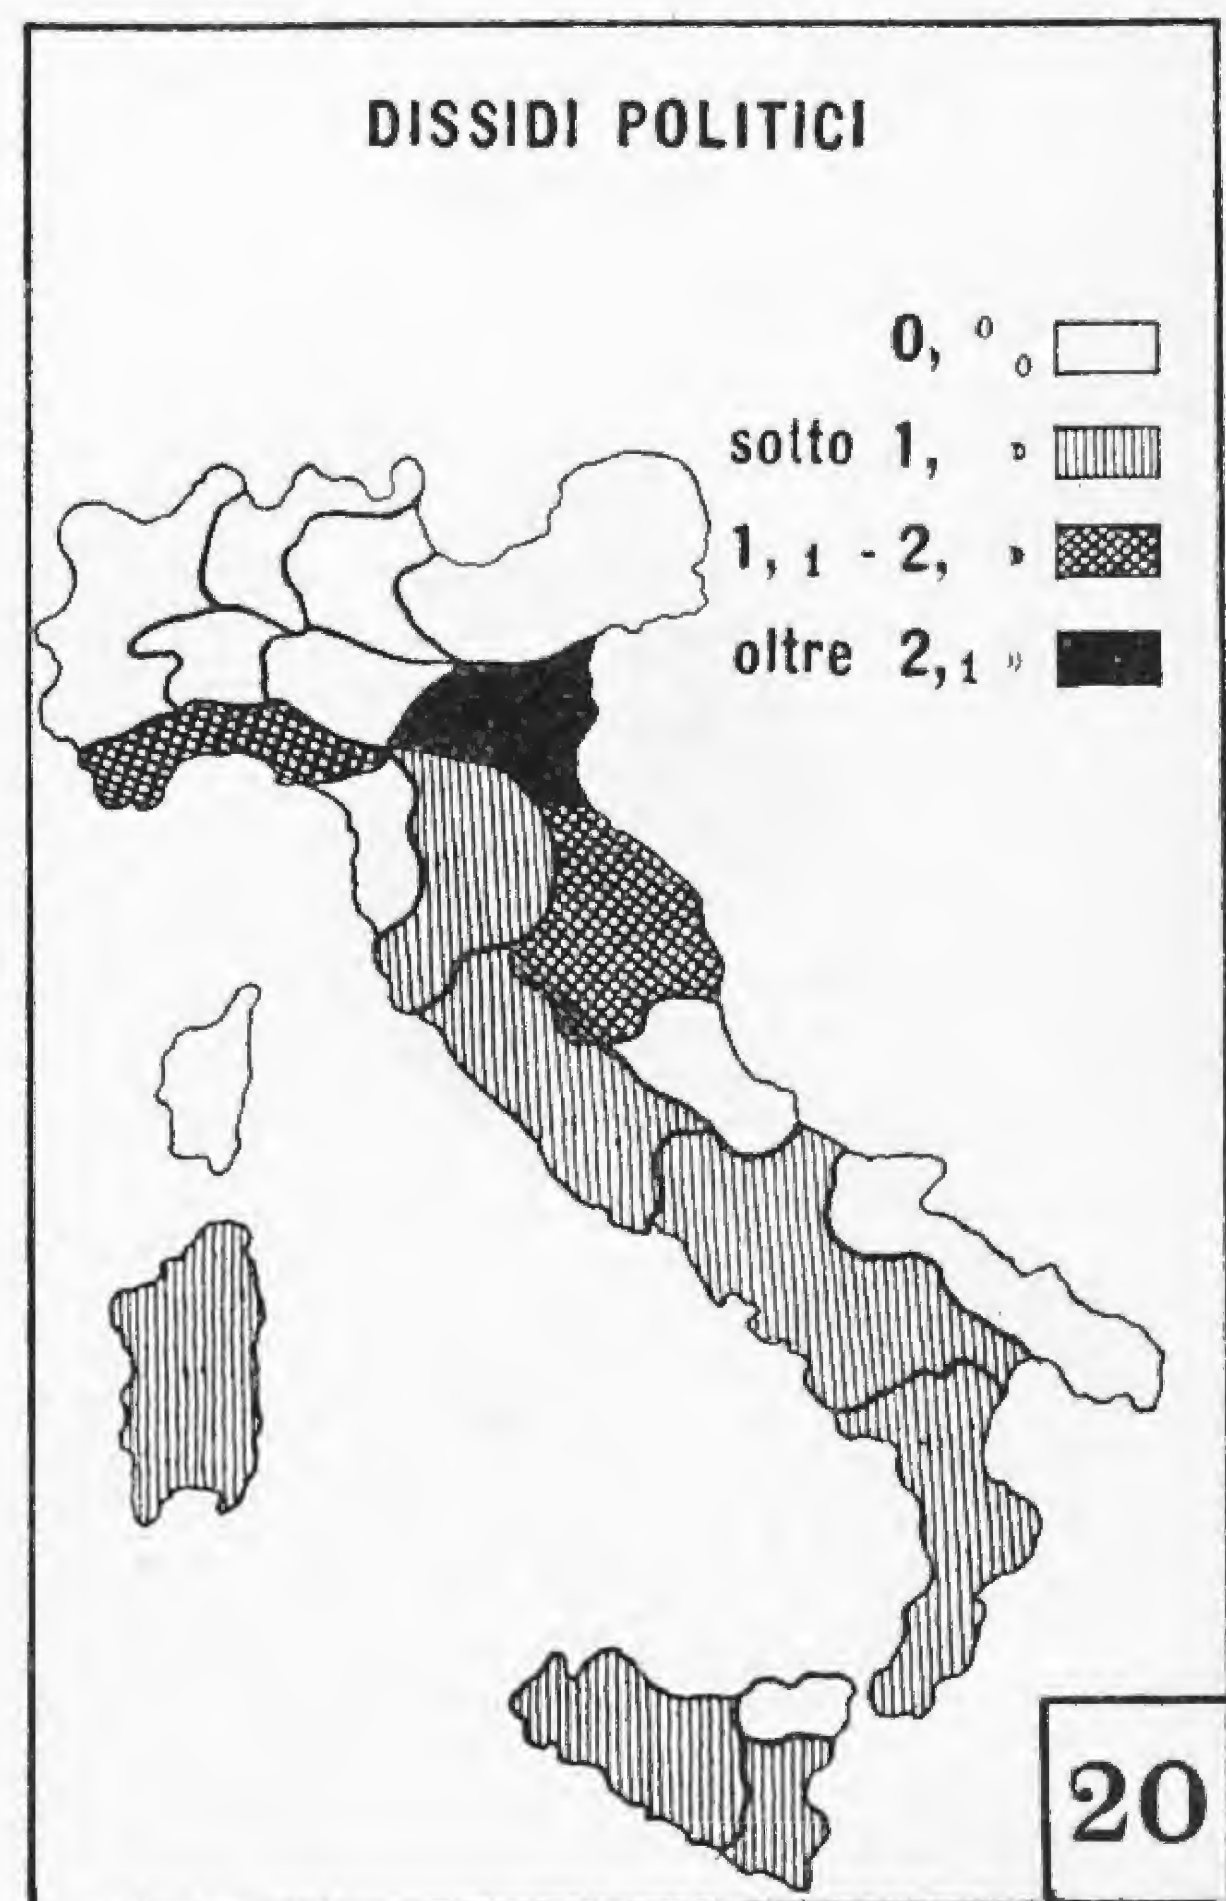 DISSIDI POLITICI
0, °₀
sotto 1, »
1,1 - 2, »
oltre 2,1 »
20